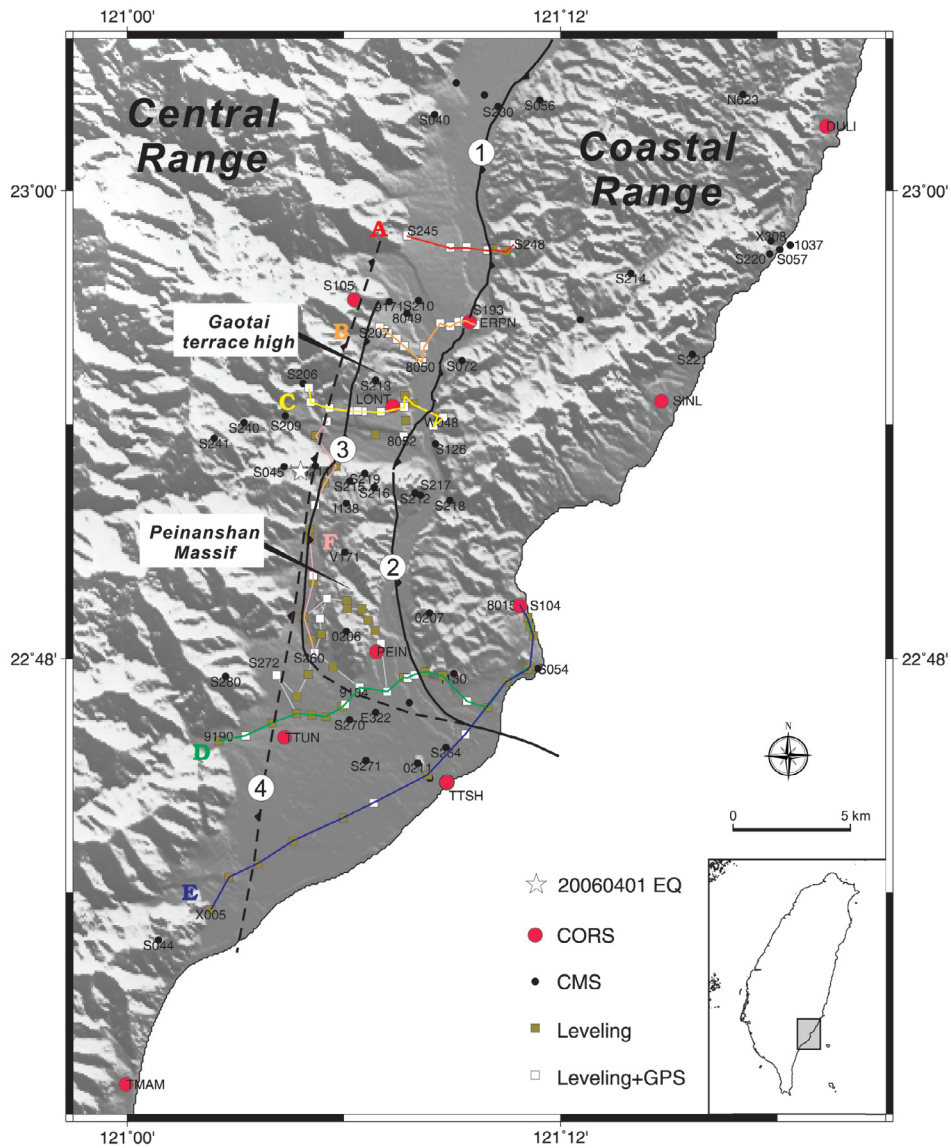 121°00'
121°12'
Central
Range
Coastal
Range
S230
S056
N623
S040
DULI
1
23°00'
23°00'
A
S245
S248
X308
1037
S220
S057
S214
S105
9171
S210
8049
S193
ERPN
Gaotai
terrace high
B
S207
8050
S072
S22
S206
S213
LONT
SINL
C
S209
S240
S241
W048
8052
S126
3
S045
S219
S215
S216
S217
S212
S218
I138
Peinanshan
Massif
F
V171
2
8015
S104
0207
0206
PEIN
22°48'
22°48'
S272
S260
S054
S280
9134
S270
E322
9190
TTUN
D
S264
S271
0211
TTSH
4
N
0
5 km
E
X005
S044
20060401 EQ
CORS
CMS
Leveling
Leveling+GPS
TMAM
121°00'
121°12'